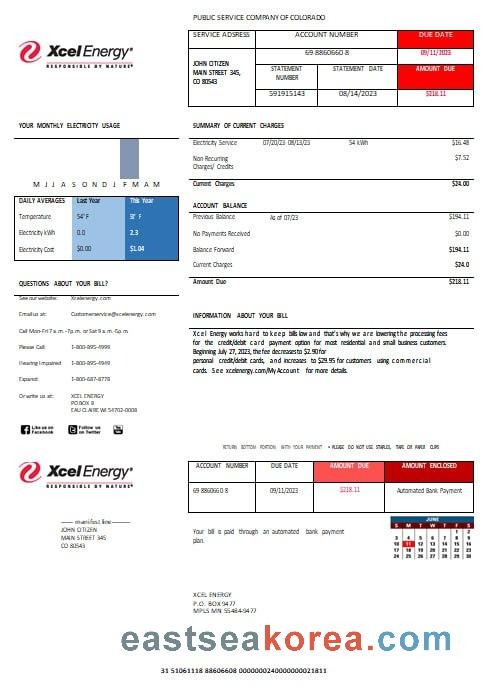 PUBLIC SERVICE COMPANY OF COLORADO
XcelEnergy®
RESPONSIBLE BY NATURE®
SERVICE ADSRESS ACCOUNT NUMBER DUE DATE
69 8860660 8 09/11/2023
JOHN CITIZEN
MAIN STREET 345,
CO 80543
STATEMENT NUMBER STATEMENT DATE AMOUNT DUE
591915143 08/14/2023 $218.11
YOUR MONTHLY ELECTRICITY USAGE
M J J A S O N D J F M A M
DAILY AVERAGES Last Year This Year
Temperature 54° F
Electricity kWh 0.0 2.3
Electricity Cost $0.00 $1.04
QUESTIONS ABOUT YOUR BILL?
See our website: Xcelenergy.com
Email us at: Customerservice@xcelenergy.com
Call Mon-Fri 7 a.m.-7p.m. or Sat 9 a.m.-5p.m.
Please Call: 1-800-895-4999
Hearing Impaired 1-800-895-4949
Espanol: 1-800-687-8778
Or write us at: XCEL ENERGY
PO BOX 8
EAU CLAIRE WI 54702-0008
Like us on Facebook
Follow us on Twitter
You
SUMMARY OF CURRENT CHARGES
Electricity Service 07/20/23 08/13/23 54 kWh $16.48
Non Recurring Charges/ Credits $7.52
Current Charges $24.00
ACCOUNT BALANCE
Previous Balance As of 07/23 $194.11
No Payments Received $0.00
Balance Forward $194.11
Current Charges $24.0
Amount Due $218.11
INFORMATION ABOUT YOUR BILL
Xcel Energy works hard to keep bills low and that's why we are lowering the processing fees
for the credit/debit card payment option for most residential and small business customers.
Beginning July 27, 2023, the fee decreases to $2.90 for
personal credit/debit cards, and increases to $29.95 for customers using commercial
cards. See xcelenergy.com/My Account for more details.
RETURN BOTTOM PORTION WITH YOUR PAYMENT • PLEASE DO NOT USE STAPLES, TAPE OR PAPER CLIPS
XcelEnergy®
RESPONSIBLE BY NATURE®
ACCOUNT NUMBER DUE DATE AMOUNT DUE AMOUNT ENCLOSED
69 8860660 8 09/11/2023 $218.11 Automated Bank Payment
manifest line
JOHN CITIZEN
MAIN STREET 345
CO 80543
Your bill is paid through an automated bank payment
plan.
JUNE
S M T W T F S
1 2
3 4 5 6 7 8 9
10 11 12 13 14 15 16
17 18 19 20 21 22 23
24 25 26 27 28 29 30
XCEL ENERGY
P.O. BOX 9477
MPLS MN 55484-9477
eastseakorea.com
31 51061118 88606608 0000000240000000021811